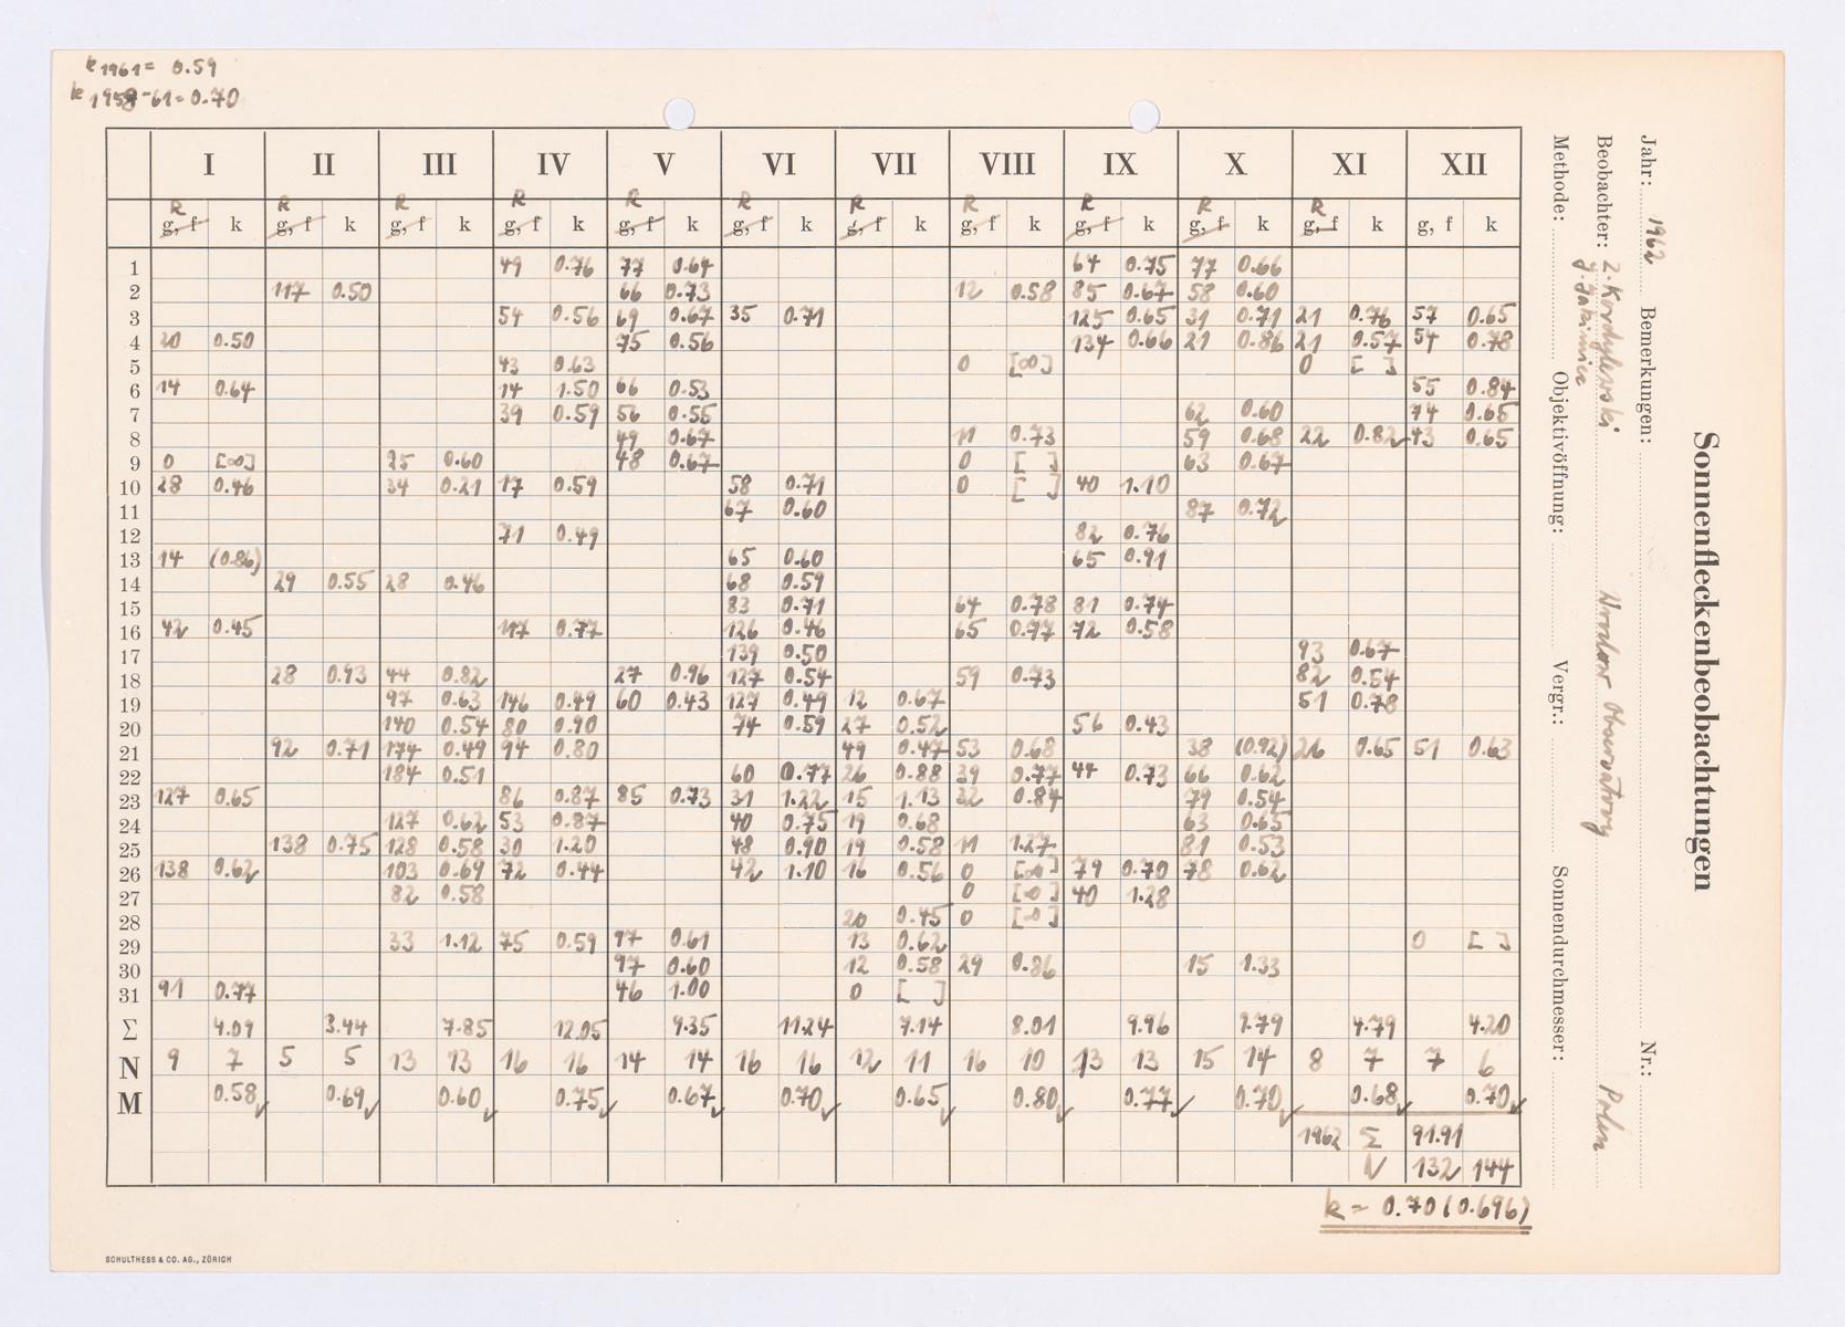 k 1961 = 0.59
k 1958-61 = 0.70
I II III IV V VI VII VIII IX X XI XII
R R R R R R R R R R R
g, f k g, f k g, f k g, f k g, f k g, f k g, f k g, f k g, f k g, f k g, f k g, f k
1 49 0.76 77 0.64 64 0.75 77 0.66
2 117 0.50 66 0.73 12 0.58 85 0.67 58 0.60
3 54 0.56 69 0.67 35 0.71 125 0.65 31 0.71 21 0.76 57 0.65
4 20 0.50 75 0.56 134 0.66 21 0.86 21 0.57 54 0.78
5 43 0.63 0 [∞] 0 [ ]
6 14 0.64 14 1.50 66 0.53 55 0.84
7 39 0.59 56 0.55 62 0.60 74 0.65
8 49 0.67 11 0.73 59 0.68 22 0.82 43 0.65
9 0 [∞] 25 0.60 48 0.67 0 [ ] 63 0.67
10 28 0.46 34 0.21 17 0.59 58 0.71 0 [ ] 40 1.10
11 67 0.60 87 0.72
12 71 0.49 82 0.76
13 14 (0.86) 65 0.60 65 0.91
14 29 0.55 28 0.46 68 0.59
15 83 0.71 64 0.78 81 0.74
16 42 0.45 117 0.77 126 0.46 65 0.77 72 0.58
17 139 0.50 93 0.67
18 28 0.93 44 0.82 27 0.96 127 0.54 59 0.73 82 0.54
19 97 0.63 146 0.49 60 0.43 127 0.49 12 0.67 51 0.78
20 140 0.54 80 0.90 74 0.59 27 0.52 56 0.43
21 92 0.71 174 0.49 94 0.80 49 0.47 53 0.68 38 (0.92) 26 0.65 51 0.63
22 184 0.51 60 0.77 26 0.88 39 0.77 44 0.73 66 0.62
23 127 0.65 86 0.87 85 0.73 31 1.22 15 1.13 32 0.84 79 0.54
24 127 0.62 53 0.87 40 0.75 19 0.68 63 0.65
25 138 0.75 128 0.58 30 1.20 48 0.90 19 0.58 11 1.27 81 0.53
26 138 0.62 103 0.69 72 0.44 42 1.10 16 0.56 0 [∞] 79 0.70 78 0.62
27 82 0.58 0 [∞] 40 1.28
28 20 0.45 0 [∞]
29 33 1.12 75 0.59 97 0.61 13 0.62 0 [ ]
30 97 0.60 12 0.58 29 0.86 15 1.33
31 91 0.77 46 1.00 0 [ ]
Σ 4.09 3.44 7.85 12.05 9.35 11.24 7.14 8.01 9.96 9.79 4.79 4.20
N 9 7 5 5 13 13 16 16 14 14 16 16 12 11 16 10 13 13 15 14 8 7 7 6
M 0.58✓ 0.69✓ 0.60✓ 0.75✓ 0.67✓ 0.70✓ 0.65✓ 0.80✓ 0.77✓ 0.70✓ 0.68✓ 0.70✓
1962 Σ 91.91
N 132 144
k = 0.70 (0.696)
SCHULTHESS & CO. AG., ZÜRICH
Sonnenfleckenbeobachtungen
Jahr: 1962 Bemerkungen: Nr.:
Beobachter: Z. Kordylewski Wroclaw Observatory Polen
Methode: Objektivöffnung: Vergr.: Sonnendurchmesser: